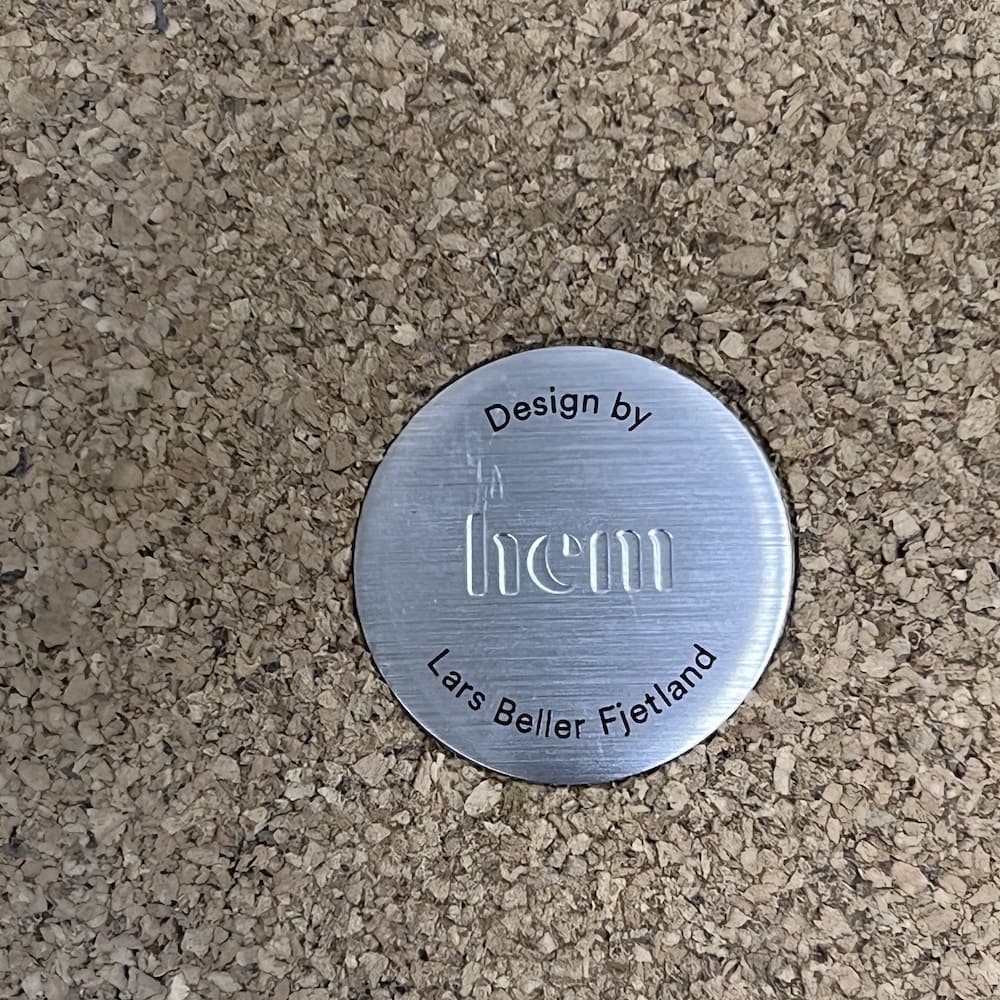 Design by
hem
Lars Beller Fjetland